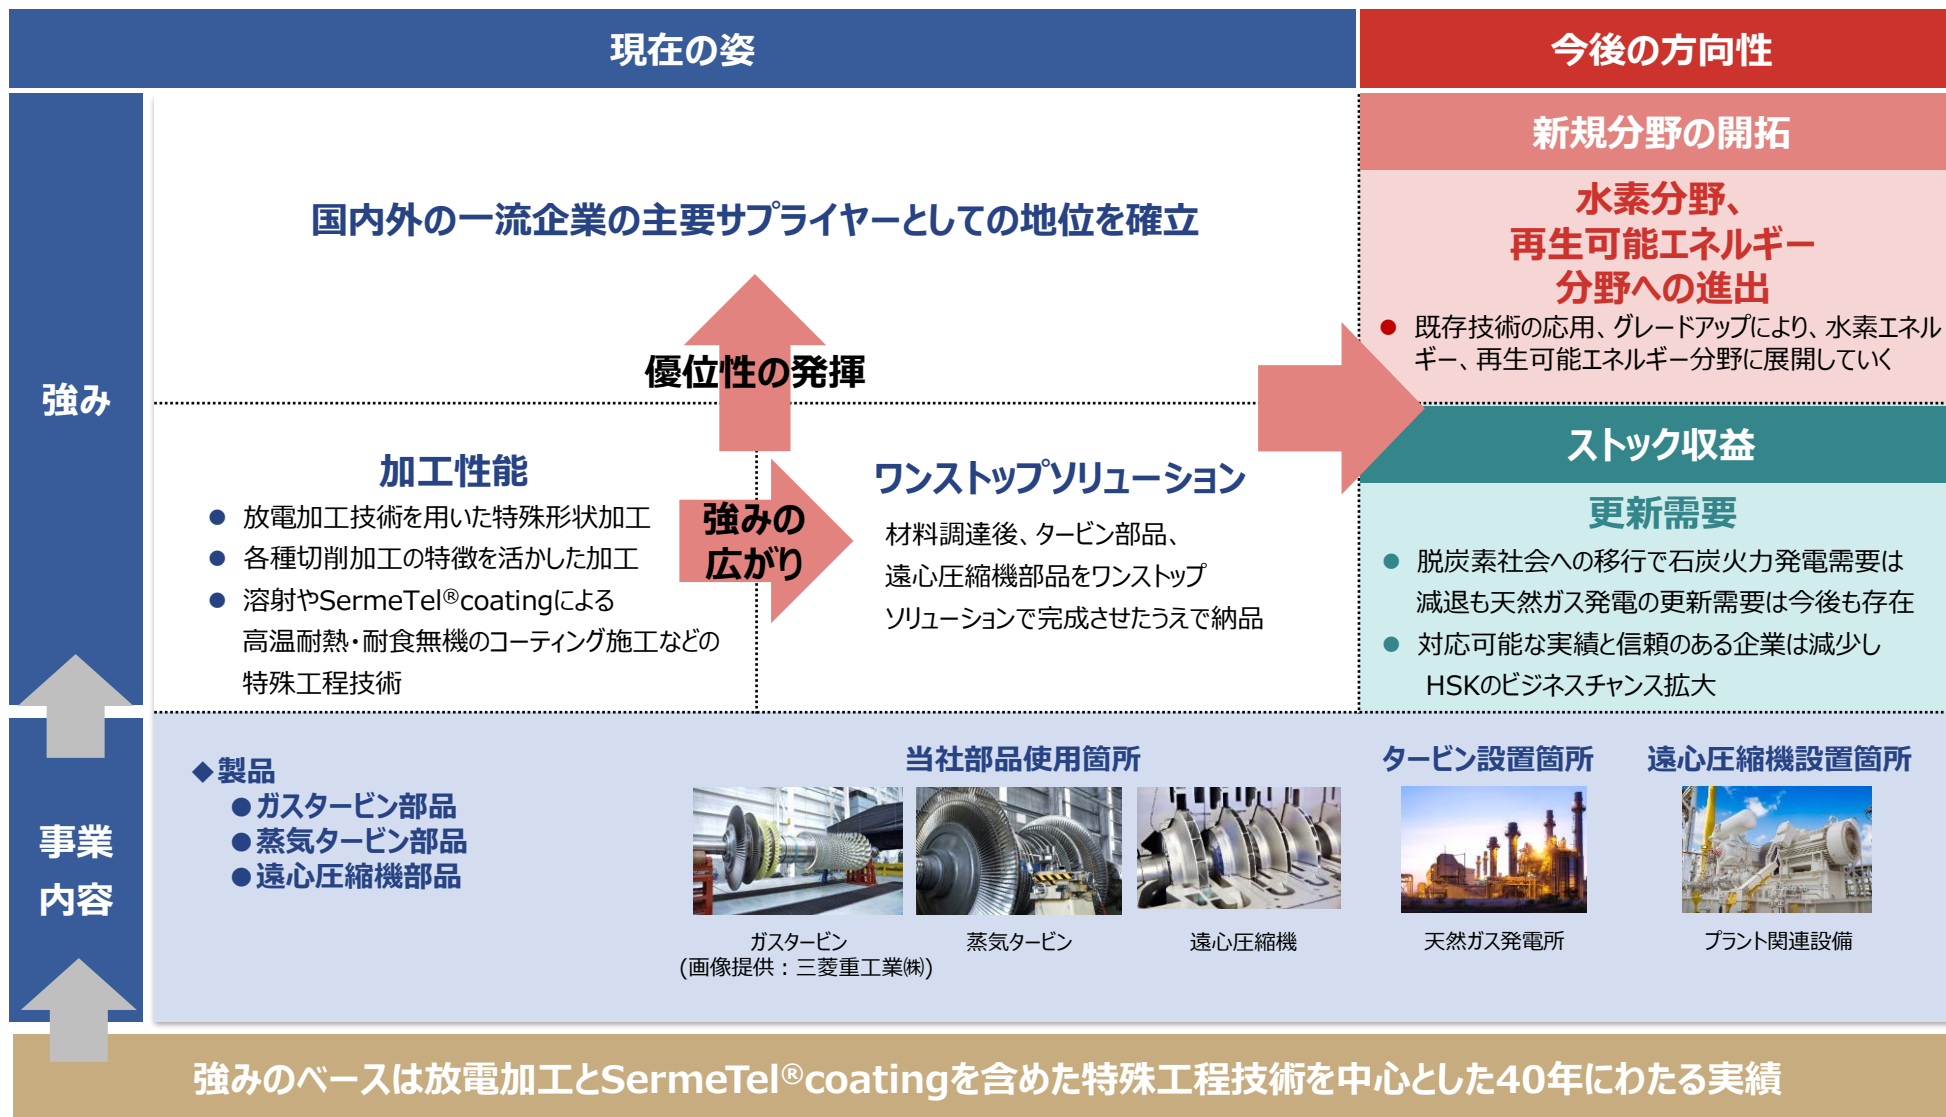 現在の姿
今後の方向性
強み
国内外の一流企業の主要サプライヤーとしての地位を確立
優位性の発揮
加工性能
● 放電加工技術を用いた特殊形状加工
● 各種切削加工の特徴を活かした加工
● 溶射やSermeTel®coatingによる
高温耐熱・耐食無機のコーティング施工などの
特殊工程技術
強みの
広がり
ワンストップソリューション
材料調達後、タービン部品、
遠心圧縮機部品をワンストップ
ソリューションで完成させたうえで納品
新規分野の開拓
水素分野、
再生可能エネルギー
分野への進出
● 既存技術の応用、グレードアップにより、水素エネル
ギー、再生可能エネルギー分野に展開していく
ストック収益
更新需要
● 脱炭素社会への移行で石炭火力発電需要は
減退も天然ガス発電の更新需要は今後も存在
● 対応可能な実績と信頼のある企業は減少し
HSKのビジネスチャンス拡大
事業
内容
◆製品
●ガスタービン部品
●蒸気タービン部品
●遠心圧縮機部品
当社部品使用箇所
ガスタービン
(画像提供：三菱重工業㈱)
蒸気タービン
遠心圧縮機
タービン設置箇所
天然ガス発電所
遠心圧縮機設置箇所
プラント関連設備
強みのベースは放電加工とSermeTel®coatingを含めた特殊工程技術を中心とした40年にわたる実績